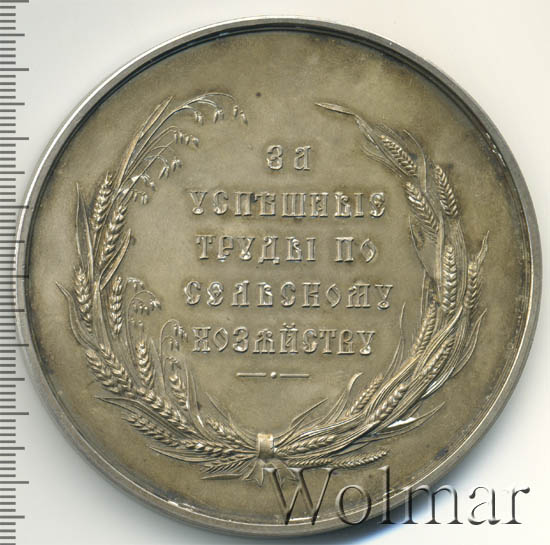 ЗА
УСПѢШНЫЕ
ТРУДЫ ПО
СЕЛЬСКОМУ
ХОЗЯЙСТВУ
Wolmar